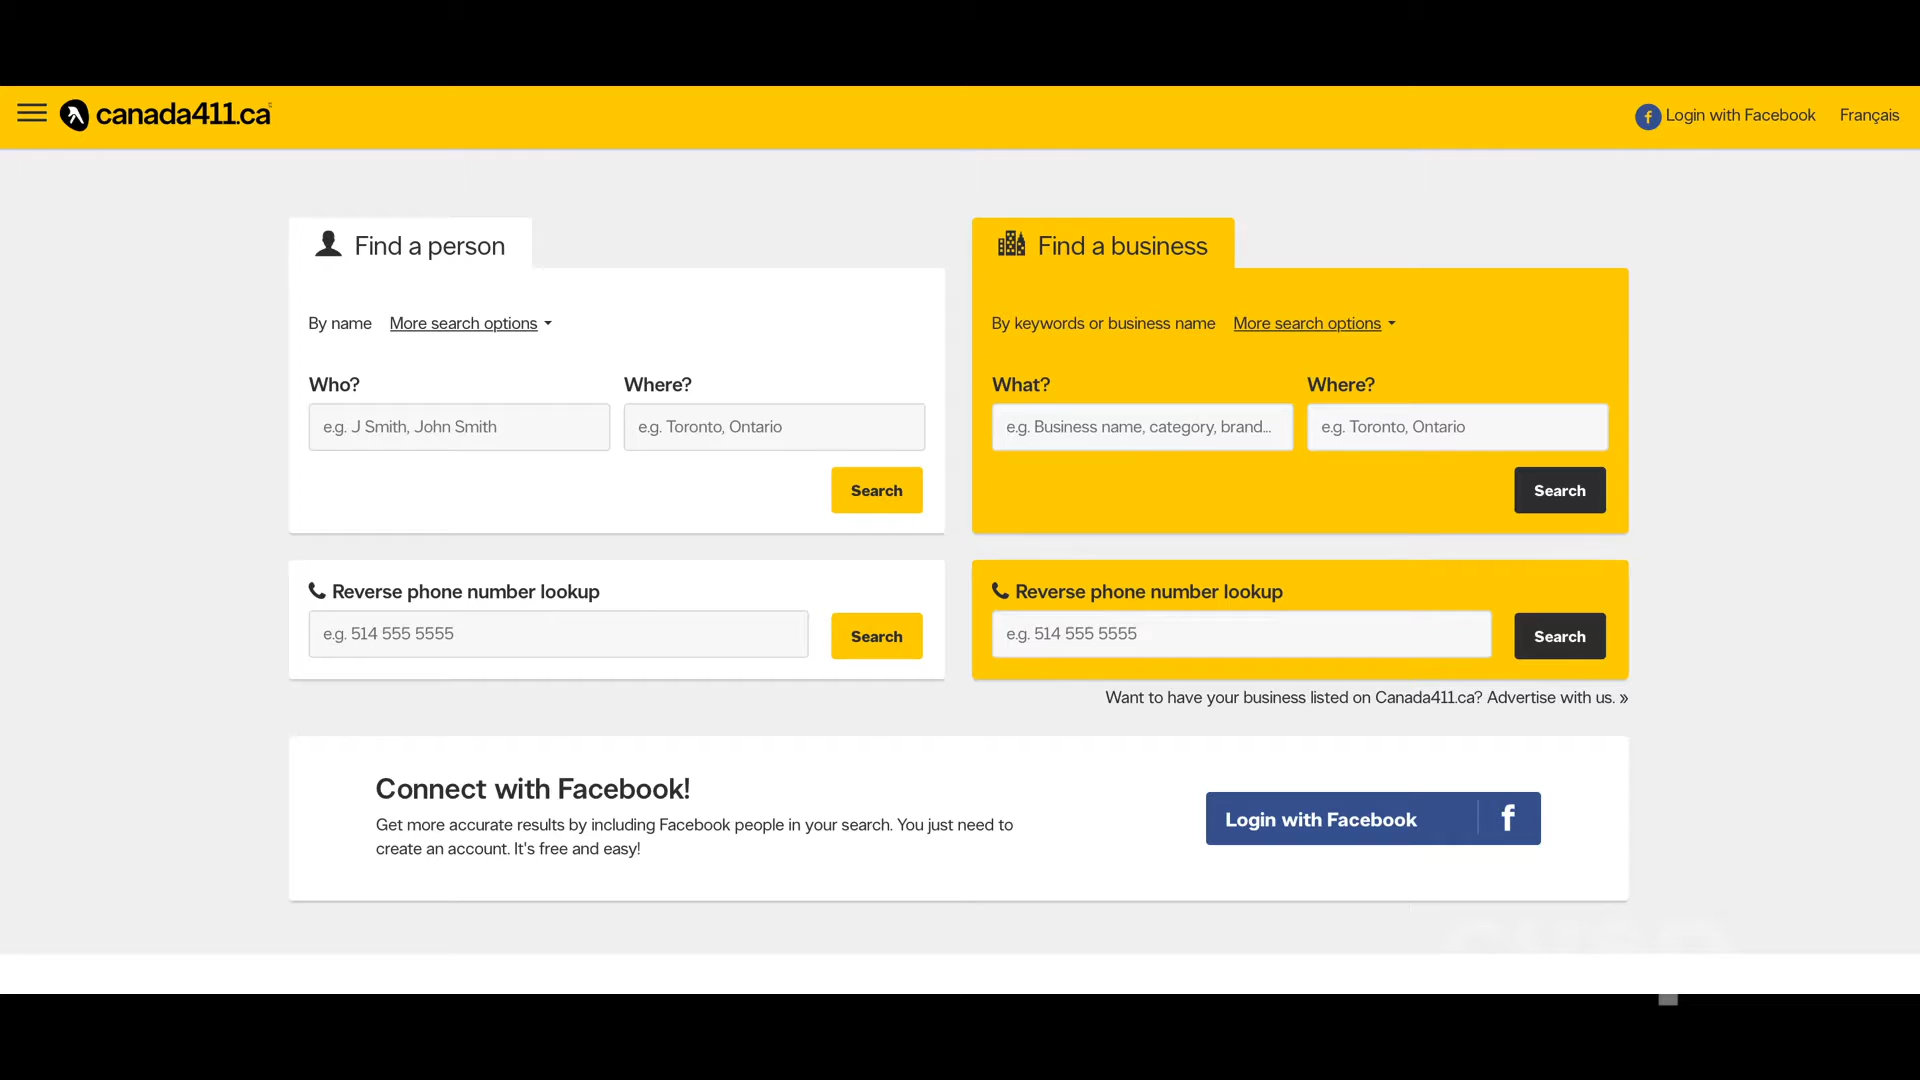 canada411.ca
Login with Facebook
Français
Find a person
By name More search options
Who? Where?
e.g. J Smith, John Smith e.g. Toronto, Ontario
Search
Reverse phone number lookup
e.g. 514 555 5555 Search
Find a business
By keywords or business name More search options
What? Where?
e.g. Business name, category, brand... e.g. Toronto, Ontario
Search
Reverse phone number lookup
e.g. 514 555 5555 Search
Want to have your business listed on Canada411.ca? Advertise with us. »
Connect with Facebook!
Get more accurate results by including Facebook people in your search. You just need to
create an account. It's free and easy!
Login with Facebook